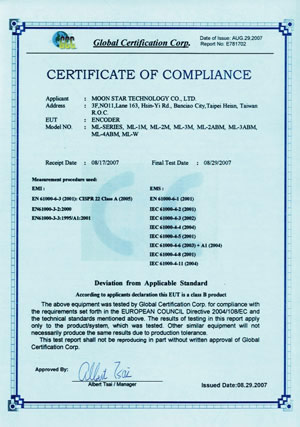 Global Certification Corp.
Date of Issue: AUG.29.2007
Report No: E781702
CERTIFICATE OF COMPLIANCE
Applicant : MOON STAR TECHNOLOGY CO., LTD.
Address : 3F,NO11,Lane 163, Hsin-Yi Rd., Banciao City,Taipei Hsan, Taiwan
R.O.C.
EUT : ENCODER
Model NO. : ML-SERIES, ML-1M, ML-2M, ML-3M, ML-2ABM, ML-3ABM,
ML-4ABM, ML-W
Receipt Date : 08/17/2007 Final Test Date : 08/29/2007
Measurement procedure used:
EMI : EMS :
EN 61000-6-3 (2001): CISPR 22 Class A (2005) EN 61000-6-1 (2001)
EN61000-3-2:2000 IEC 61000-4-2 (2001)
EN61000-3-3:1995/A1:2001 IEC 61000-4-3 (2002)
IEC 61000-4-4 (2004)
IEC 61000-4-5 (2001)
IEC 61000-4-6 (2003) + A1 (2004)
IEC 61000-4-8 (2001)
IEC 61000-4-11 (2004)
Deviation from Applicable Standard
According to applicants declaration this EUT is a class B product
The above equipment was tested by Global Certification Corp. for compliance with
the requirements set forth in the EUROPEAN COUNCIL Directive 2004/108/EC and
the technical standards mentioned above. The results of testing in this report apply
only to the product/system, which was tested. Other similar equipment will not
necessarily produce the same results due to production tolerance.
This test report shall not be reproducing in part without written approval of Global
Certification Corp.
Approved By: Albert Tsai
Albert Tsai / Manager
Issued Date:08.29.2007